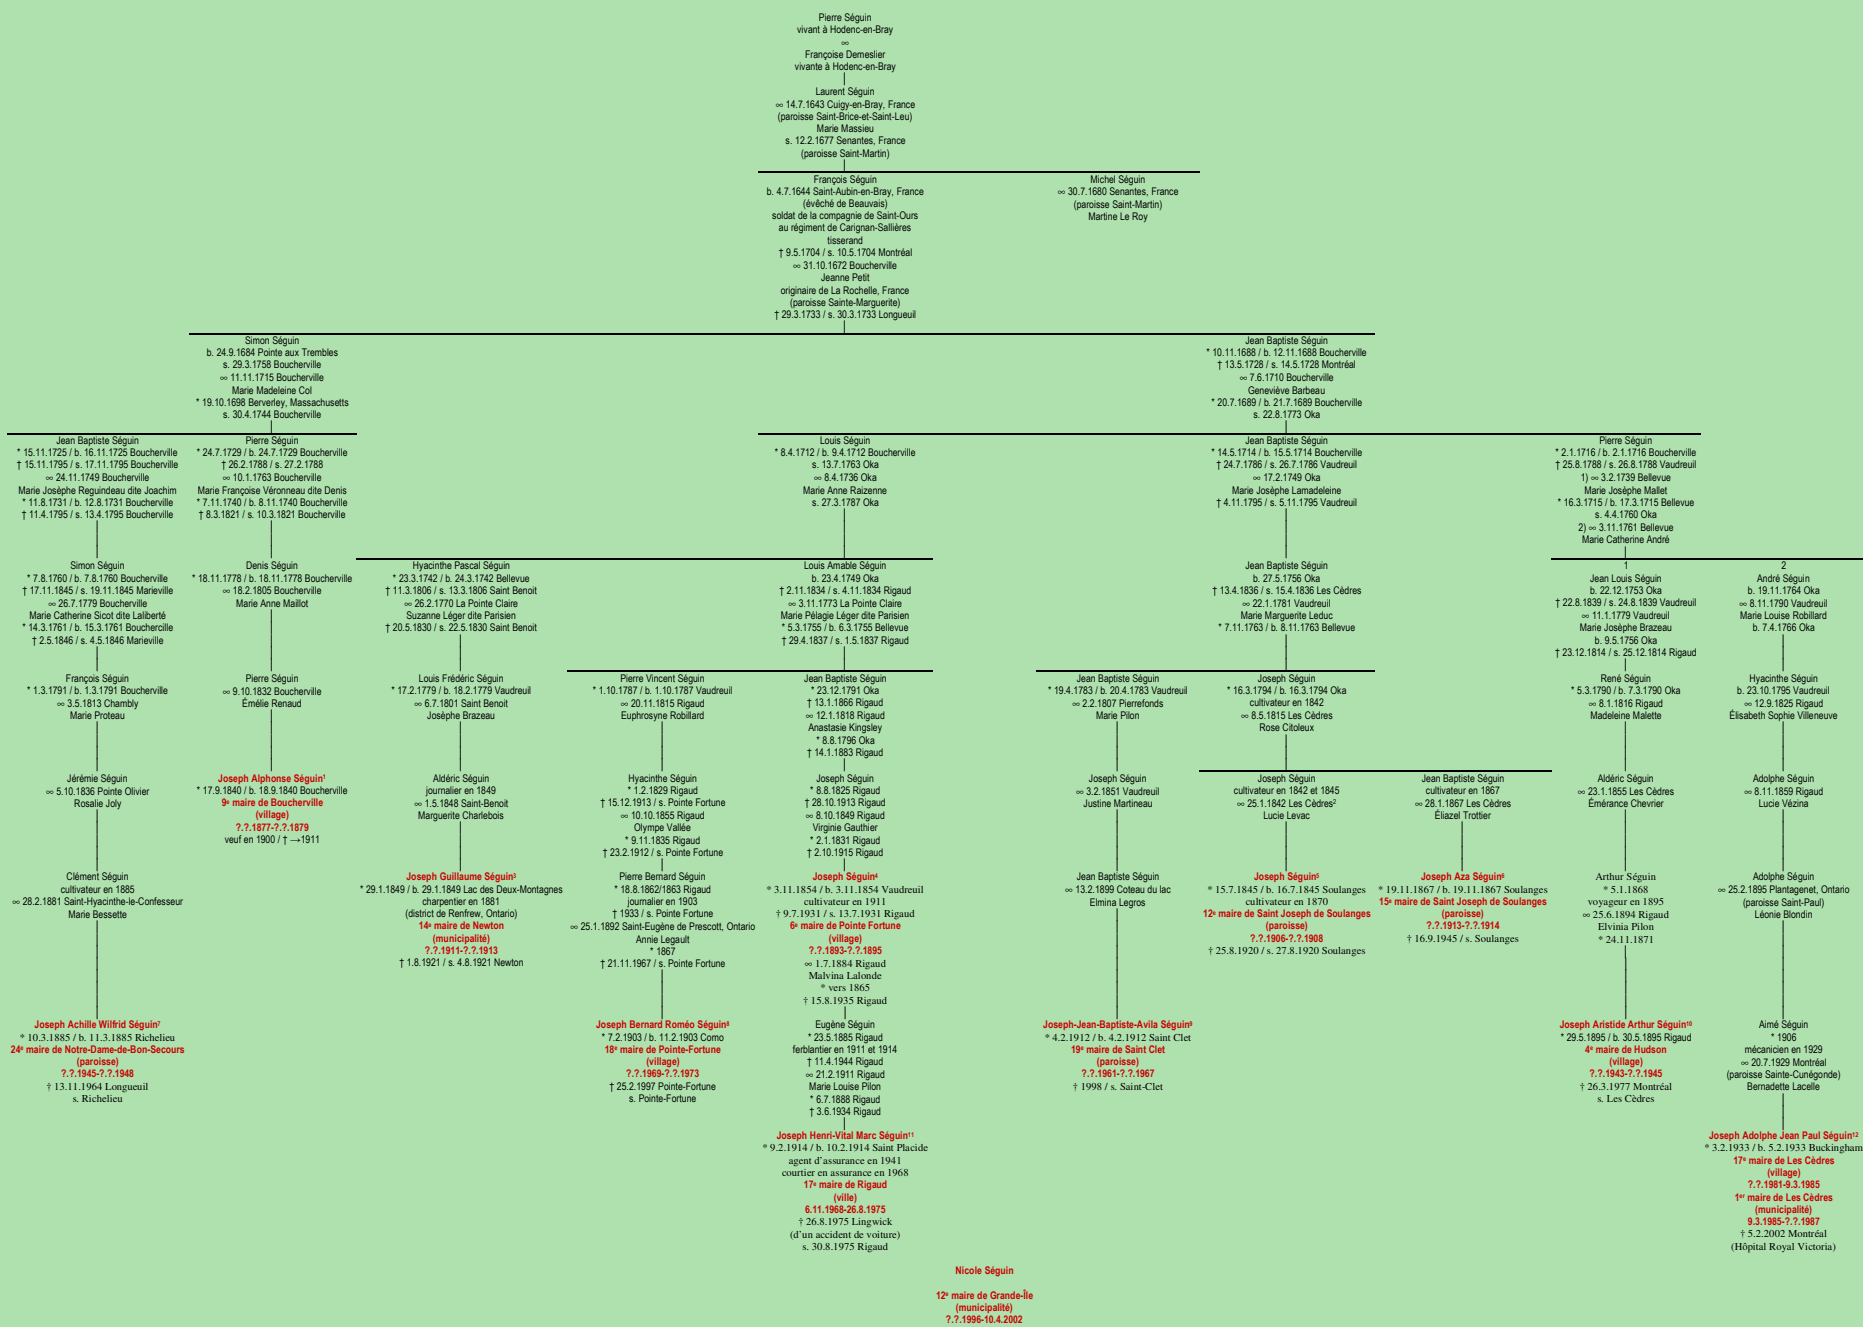 Pierre Séguin
vivant à Hodenc-en-Bray
∞
Françoise Demeslier
vivante à Hodenc-en-Bray
Laurent Séguin
∞ 14.7.1643 Cuigy-en-Bray, France
(paroisse Saint-Brice-et-Saint-Leu)
Marie Massieu
s. 12.2.1677 Senantes, France
(paroisse Saint-Martin)
François Séguin
b. 4.7.1644 Saint-Aubin-en-Bray, France
(évêché de Beauvais)
soldat de la compagnie de Saint-Ours
au régiment de Carignan-Sallières
tisserand
† 9.5.1704 / s. 10.5.1704 Montréal
∞ 31.10.1672 Boucherville
Jeanne Petit
originaire de La Rochelle, France
(paroisse Sainte-Marguerite)
† 29.3.1733 / s. 30.3.1733 Longueuil
Michel Séguin
∞ 30.7.1680 Senantes, France
(paroisse Saint-Martin)
Martine Le Roy
Simon Séguin
b. 24.9.1684 Pointe aux Trembles
s. 29.3.1758 Boucherville
∞ 11.11.1715 Boucherville
Marie Madeleine Col
* 19.10.1698 Berverley, Massachusetts
s. 30.4.1744 Boucherville
Jean Baptiste Séguin
* 10.11.1688 / b. 12.11.1688 Boucherville
† 13.5.1728 / s. 14.5.1728 Montréal
∞ 7.6.1710 Boucherville
Geneviève Barbeau
* 20.7.1689 / b. 21.7.1689 Boucherville
s. 22.8.1773 Oka
Jean Baptiste Séguin
* 15.11.1725 / b. 16.11.1725 Boucherville
† 15.11.1795 / s. 17.11.1795 Boucherville
∞ 24.11.1749 Boucherville
Marie Josèphe Reguindeau dite Joachim
* 11.8.1731 / b. 12.8.1731 Boucherville
† 11.4.1795 / s. 13.4.1795 Boucherville
Pierre Séguin
* 24.7.1729 / b. 24.7.1729 Boucherville
† 26.2.1788 / s. 27.2.1788
∞ 10.1.1763 Boucherville
Marie Françoise Véronneau dite Denis
* 7.11.1740 / b. 8.11.1740 Boucherville
† 8.3.1821 / s. 10.3.1821 Boucherville
Louis Séguin
* 8.4.1712 / b. 9.4.1712 Boucherville
s. 13.7.1763 Oka
∞ 8.4.1736 Oka
Marie Anne Raizenne
s. 27.3.1787 Oka
Jean Baptiste Séguin
* 14.5.1714 / b. 15.5.1714 Boucherville
† 24.7.1786 / s. 26.7.1786 Vaudreuil
∞ 17.2.1749 Oka
Marie Josèphe Lamadeleine
† 4.11.1795 / s. 5.11.1795 Vaudreuil
Pierre Séguin
* 2.1.1716 / b. 2.1.1716 Boucherville
† 25.8.1788 / s. 26.8.1788 Vaudreuil
1) ∞ 3.2.1739 Bellevue
Marie Josèphe Mallet
* 16.3.1715 / b. 17.3.1715 Bellevue
s. 4.4.1760 Oka
2) ∞ 3.11.1761 Bellevue
Marie Catherine André
Simon Séguin
* 7.8.1760 / b. 7.8.1760 Boucherville
† 17.11.1845 / s. 19.11.1845 Marieville
∞ 26.7.1779 Boucherville
Marie Catherine Sicot dite Laliberté
* 14.3.1761 / b. 15.3.1761 Bouchercille
† 2.5.1846 / s. 4.5.1846 Marieville
Denis Séguin
* 18.11.1778 / b. 18.11.1778 Boucherville
∞ 18.2.1805 Boucherville
Marie Anne Maillot
Hyacinthe Pascal Séguin
* 23.3.1742 / b. 24.3.1742 Bellevue
† 11.3.1806 / s. 13.3.1806 Saint Benoit
∞ 26.2.1770 La Pointe Claire
Suzanne Léger dite Parisien
† 20.5.1830 / s. 22.5.1830 Saint Benoit
Louis Amable Séguin
b. 23.4.1749 Oka
† 2.11.1834 / s. 4.11.1834 Rigaud
∞ 3.11.1773 La Pointe Claire
Marie Pélagie Léger dite Parisien
* 5.3.1755 / b. 6.3.1755 Bellevue
† 29.4.1837 / s. 1.5.1837 Rigaud
Jean Baptiste Séguin
b. 27.5.1756 Oka
† 13.4.1836 / s. 15.4.1836 Les Cèdres
∞ 22.1.1781 Vaudreuil
Marie Marguerite Leduc
* 7.11.1763 / b. 8.11.1763 Bellevue
1
Jean Louis Séguin
b. 22.12.1753 Oka
† 22.8.1839 / s. 24.8.1839 Vaudreuil
∞ 11.1.1779 Vaudreuil
Marie Josèphe Brazeau
b. 9.5.1756 Oka
† 23.12.1814 / s. 25.12.1814 Rigaud
2
André Séguin
b. 19.11.1764 Oka
∞ 8.11.1790 Vaudreuil
Marie Louise Robillard
b. 7.4.1766 Oka
François Séguin
* 1.3.1791 / b. 1.3.1791 Boucherville
∞ 3.5.1813 Chambly
Marie Proteau
Pierre Séguin
∞ 9.10.1832 Boucherville
Émélie Renaud
Louis Frédéric Séguin
* 17.2.1779 / b. 18.2.1779 Vaudreuil
∞ 6.7.1801 Saint Benoit
Josèphe Brazeau
Pierre Vincent Séguin
* 1.10.1787 / b. 1.10.1787 Vaudreuil
∞ 20.11.1815 Rigaud
Euphrosyne Robillard
Jean Baptiste Séguin
* 23.12.1791 Oka
† 13.1.1866 Rigaud
∞ 12.1.1818 Rigaud
Anastasie Kingsley
* 8.8.1796 Oka
† 14.1.1883 Rigaud
Jean Baptiste Séguin
* 19.4.1783 / b. 20.4.1783 Vaudreuil
∞ 2.2.1807 Pierrefonds
Marie Pilon
Joseph Séguin
* 16.3.1794 / b. 16.3.1794 Oka
cultivateur en 1842
∞ 8.5.1815 Les Cèdres
Rose Citoleux
René Séguin
* 5.3.1790 / b. 7.3.1790 Oka
∞ 8.1.1816 Rigaud
Madeleine Malette
Hyacinthe Séguin
b. 23.10.1795 Vaudreuil
∞ 12.9.1825 Rigaud
Élisabeth Sophie Villeneuve
Jérémie Séguin
∞ 5.10.1836 Pointe Olivier
Rosalie Joly
Joseph Alphonse Séguin¹
* 17.9.1840 / b. 18.9.1840 Boucherville
9e maire de Boucherville
(village)
?.?.1877-?.?.1879
veuf en 1900 / † →1911
Aldéric Séguin
journalier en 1849
∞ 1.5.1848 Saint-Benoit
Marguerite Charlebois
Hyacinthe Séguin
* 1.2.1829 Rigaud
† 15.12.1913 / s. Pointe Fortune
∞ 10.10.1855 Rigaud
Olympe Vallée
* 9.11.1835 Rigaud
† 23.2.1912 / s. Pointe Fortune
Joseph Séguin
* 8.8.1825 Rigaud
† 28.10.1913 Rigaud
∞ 8.10.1849 Rigaud
Virginie Gauthier
* 2.1.1831 Rigaud
† 2.10.1915 Rigaud
Joseph Séguin
∞ 3.2.1851 Vaudreuil
Justine Martineau
Joseph Séguin
cultivateur en 1842 et 1845
∞ 25.1.1842 Les Cèdres²
Lucie Levac
Jean Baptiste Séguin
cultivateur en 1867
∞ 28.1.1867 Les Cèdres
Éliazel Trottier
Aldéric Séguin
∞ 23.1.1855 Les Cèdres
Émérance Chevrier
Adolphe Séguin
∞ 8.11.1859 Rigaud
Lucie Vézina
Clément Séguin
cultivateur en 1885
∞ 28.2.1881 Saint-Hyacinthe-le-Confesseur
Marie Bessette
Joseph Guillaume Séguin³
* 29.1.1849 / b. 29.1.1849 Lac des Deux-Montagnes
charpentier en 1881
(district de Renfrew, Ontario)
14e maire de Newton
(municipalité)
?.?.1911-?.?.1913
† 1.8.1921 / s. 4.8.1921 Newton
Pierre Bernard Séguin
* 18.8.1862/1863 Rigaud
journalier en 1903
† 1933 / s. Pointe Fortune
∞ 25.1.1892 Saint-Eugène de Prescott, Ontario
Annie Legault
* 1867
† 21.11.1967 / s. Pointe Fortune
Joseph Séguin⁴
* 3.11.1854 / b. 3.11.1854 Vaudreuil
cultivateur en 1911
† 9.7.1931 / s. 13.7.1931 Rigaud
6e maire de Pointe Fortune
(village)
?.?.1893-?.?.1895
∞ 1.7.1884 Rigaud
Malvina Lalonde
* vers 1865
† 15.8.1935 Rigaud
Jean Baptiste Séguin
∞ 13.2.1899 Coteau du lac
Elmina Legros
Joseph Séguin⁵
* 15.7.1845 / b. 16.7.1845 Soulanges
cultivateur en 1870
12e maire de Saint Joseph de Soulanges
(paroisse)
?.?.1906-?.?.1908
† 25.8.1920 / s. 27.8.1920 Soulanges
Joseph Aza Séguin⁶
* 19.11.1867 / b. 19.11.1867 Soulanges
15e maire de Saint Joseph de Soulanges
(paroisse)
?.?.1913-?.?.1914
† 16.9.1945 / s. Soulanges
Arthur Séguin
* 5.1.1868
voyageur en 1895
∞ 25.6.1894 Rigaud
Elvinia Pilon
* 24.11.1871
Adolphe Séguin
∞ 25.2.1895 Plantagenet, Ontario
(paroisse Saint-Paul)
Léonie Blondin
Joseph Achille Wilfrid Séguin⁷
* 10.3.1885 / b. 11.3.1885 Richelieu
24e maire de Notre-Dame-de-Bon-Secours
(paroisse)
?.?.1945-?.?.1948
† 13.11.1964 Longueuil
s. Richelieu
Joseph Bernard Roméo Séguin⁸
* 7.2.1903 / b. 11.2.1903 Como
18e maire de Pointe-Fortune
(village)
?.?.1969-?.?.1973
† 25.2.1997 Pointe-Fortune
s. Pointe-Fortune
Eugène Séguin
* 23.5.1885 Rigaud
ferblantier en 1911 et 1914
† 11.4.1944 Rigaud
∞ 21.2.1911 Rigaud
Marie Louise Pilon
* 6.7.1888 Rigaud
† 3.6.1934 Rigaud
Joseph-Jean-Baptiste-Avila Séguin⁹
* 4.2.1912 / b. 4.2.1912 Saint Clet
19e maire de Saint Clet
(paroisse)
?.?.1961-?.?.1967
† 1998 / s. Saint-Clet
Joseph Aristide Arthur Séguin¹⁰
* 29.5.1895 / b. 30.5.1895 Rigaud
4e maire de Hudson
(village)
?.?.1943-?.?.1945
† 26.3.1977 Montréal
s. Les Cèdres
Aimé Séguin
* 1906
mécanicien en 1929
∞ 20.7.1929 Montréal
(paroisse Sainte-Cunégonde)
Bernadette Lacelle
Joseph Henri-Vital Marc Séguin¹¹
* 9.2.1914 / b. 10.2.1914 Saint Placide
agent d’assurance en 1941
courtier en assurance en 1968
17e maire de Rigaud
(ville)
6.11.1968-26.8.1975
† 26.8.1975 Lingwick
(d’un accident de voiture)
s. 30.8.1975 Rigaud
Joseph Adolphe Jean Paul Séguin¹²
* 3.2.1933 / b. 5.2.1933 Buckingham
17e maire de Les Cèdres
(village)
?.?.1981-9.3.1985
1er maire de Les Cèdres
(municipalité)
9.3.1985-?.?.1987
† 5.2.2002 Montréal
(Hôpital Royal Victoria)
Nicole Séguin
12e maire de Grande-Île
(municipalité)
?.?.1996-10.4.2002